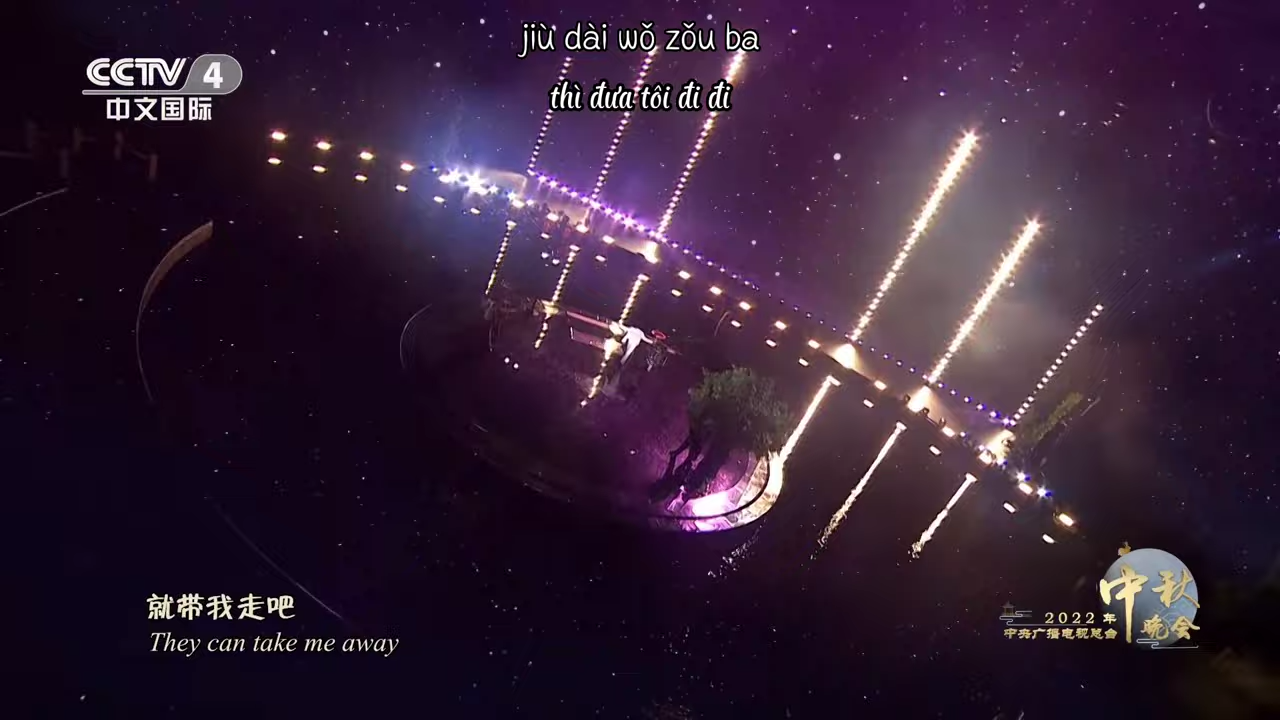 jiù dài wǒ zǒu ba
thì đưa tôi đi đi
CCTV 4
中文国际
就带我走吧
They can take me away
中秋
晚会
2022年
中央广播电视总台